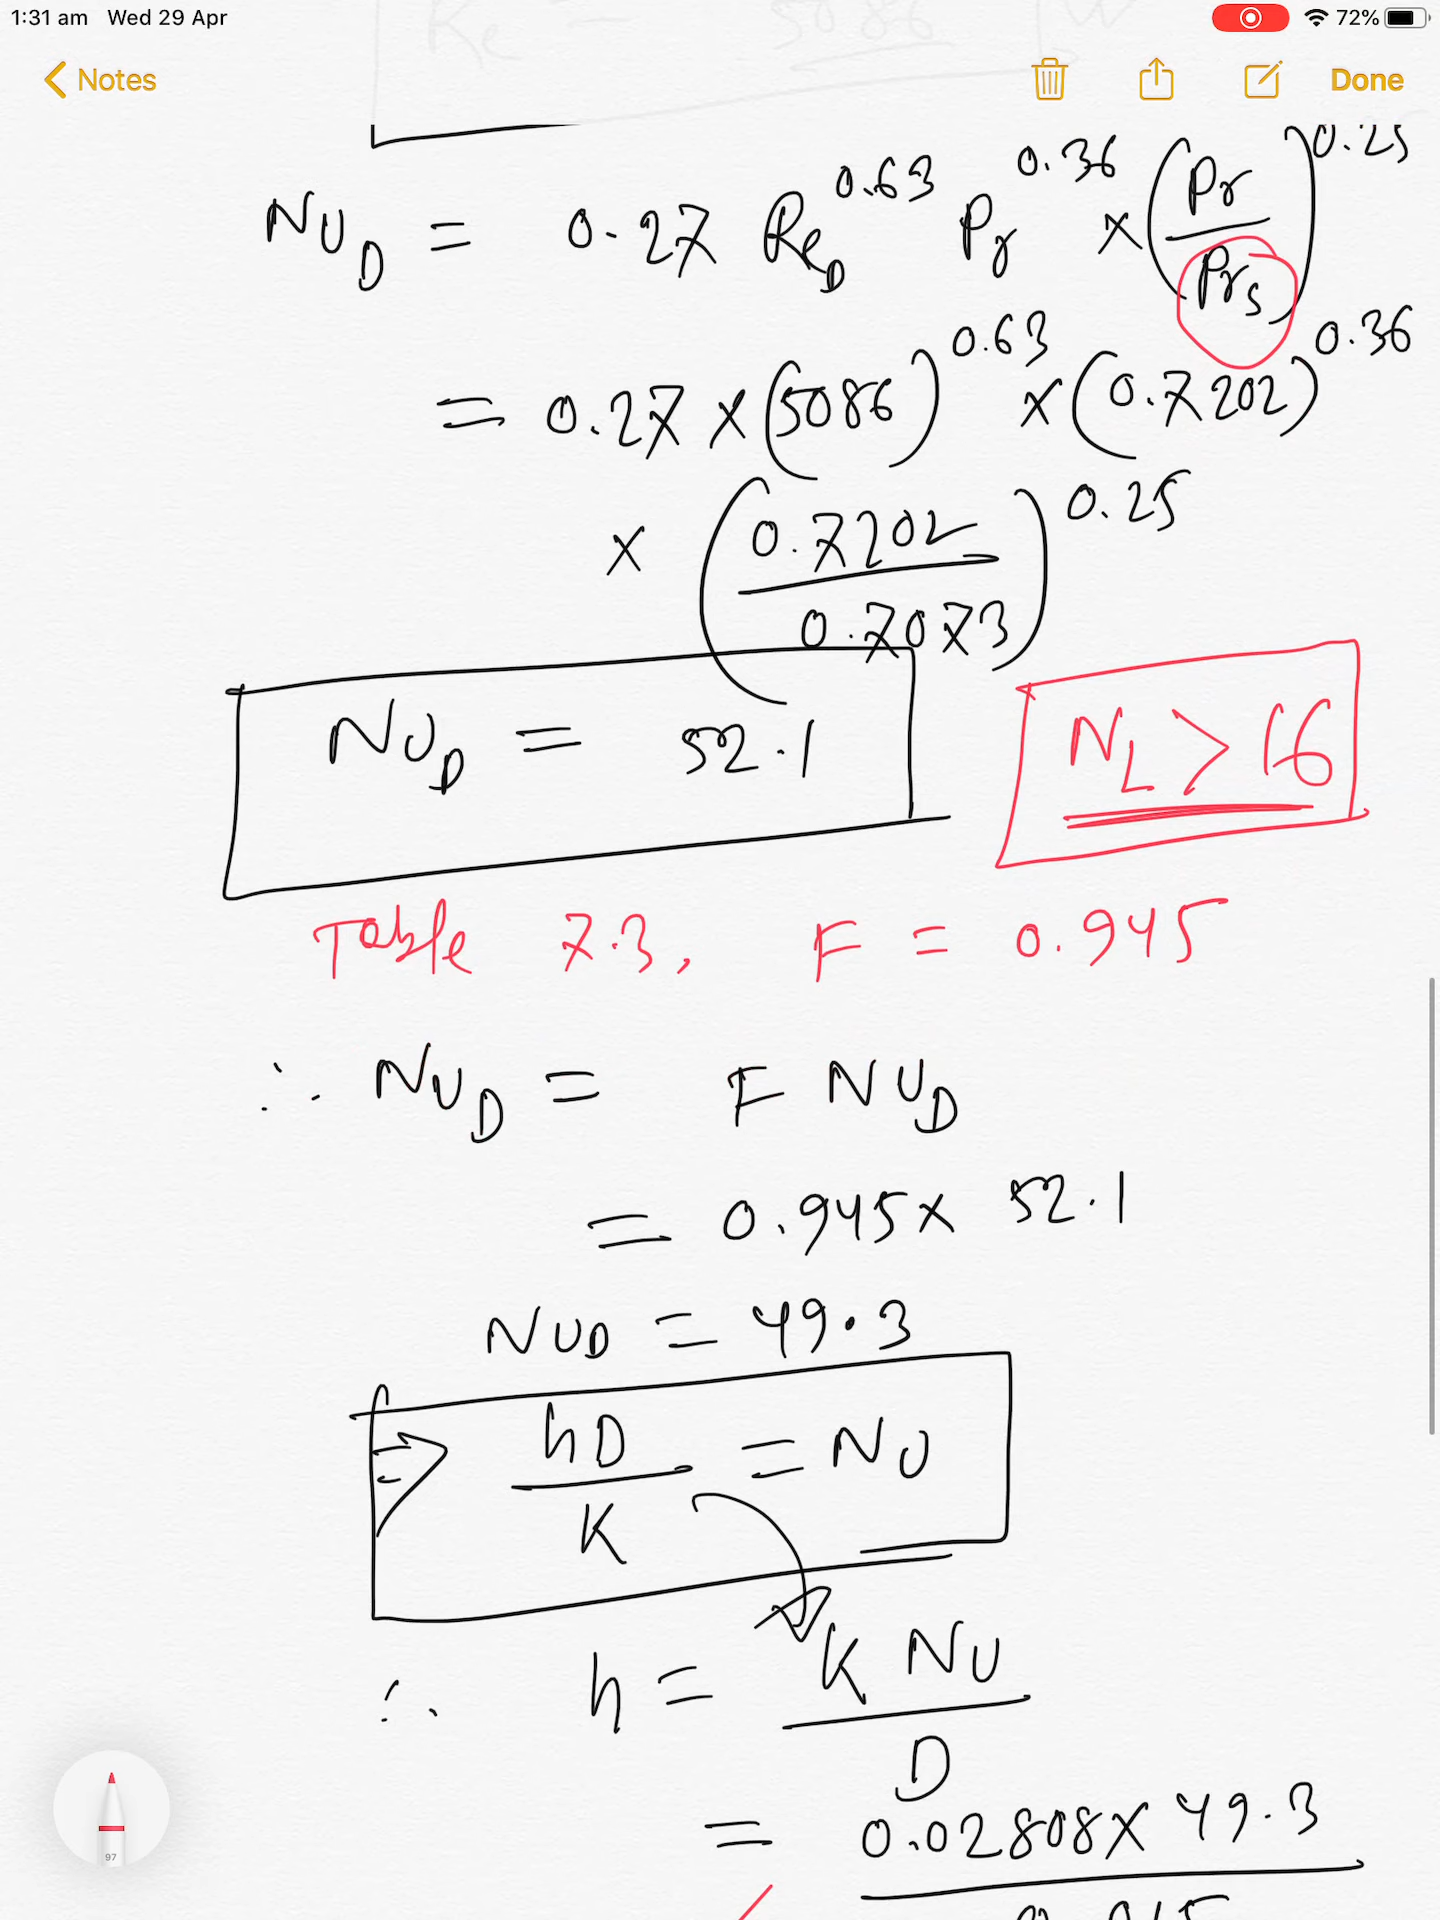 1:31 am Wed 29 Apr 72%
Re = 5086
Notes Done
Nu_D = 0.27 Re_D^0.63 Pr^0.36 × (Pr/Pr_s)^0.25
= 0.27 × (5086)^0.63 × (0.7202)^0.36
× (0.7202/0.7073)^0.25
Nu_D = 52.1
N_L > 16
Table 7.3, F = 0.945
∴ Nu_D = F Nu_D
= 0.945 × 52.1
Nu_D = 49.3
⇒ hD/K = Nu
∴ h = K Nu/D
= 0.02808 × 49.3
97